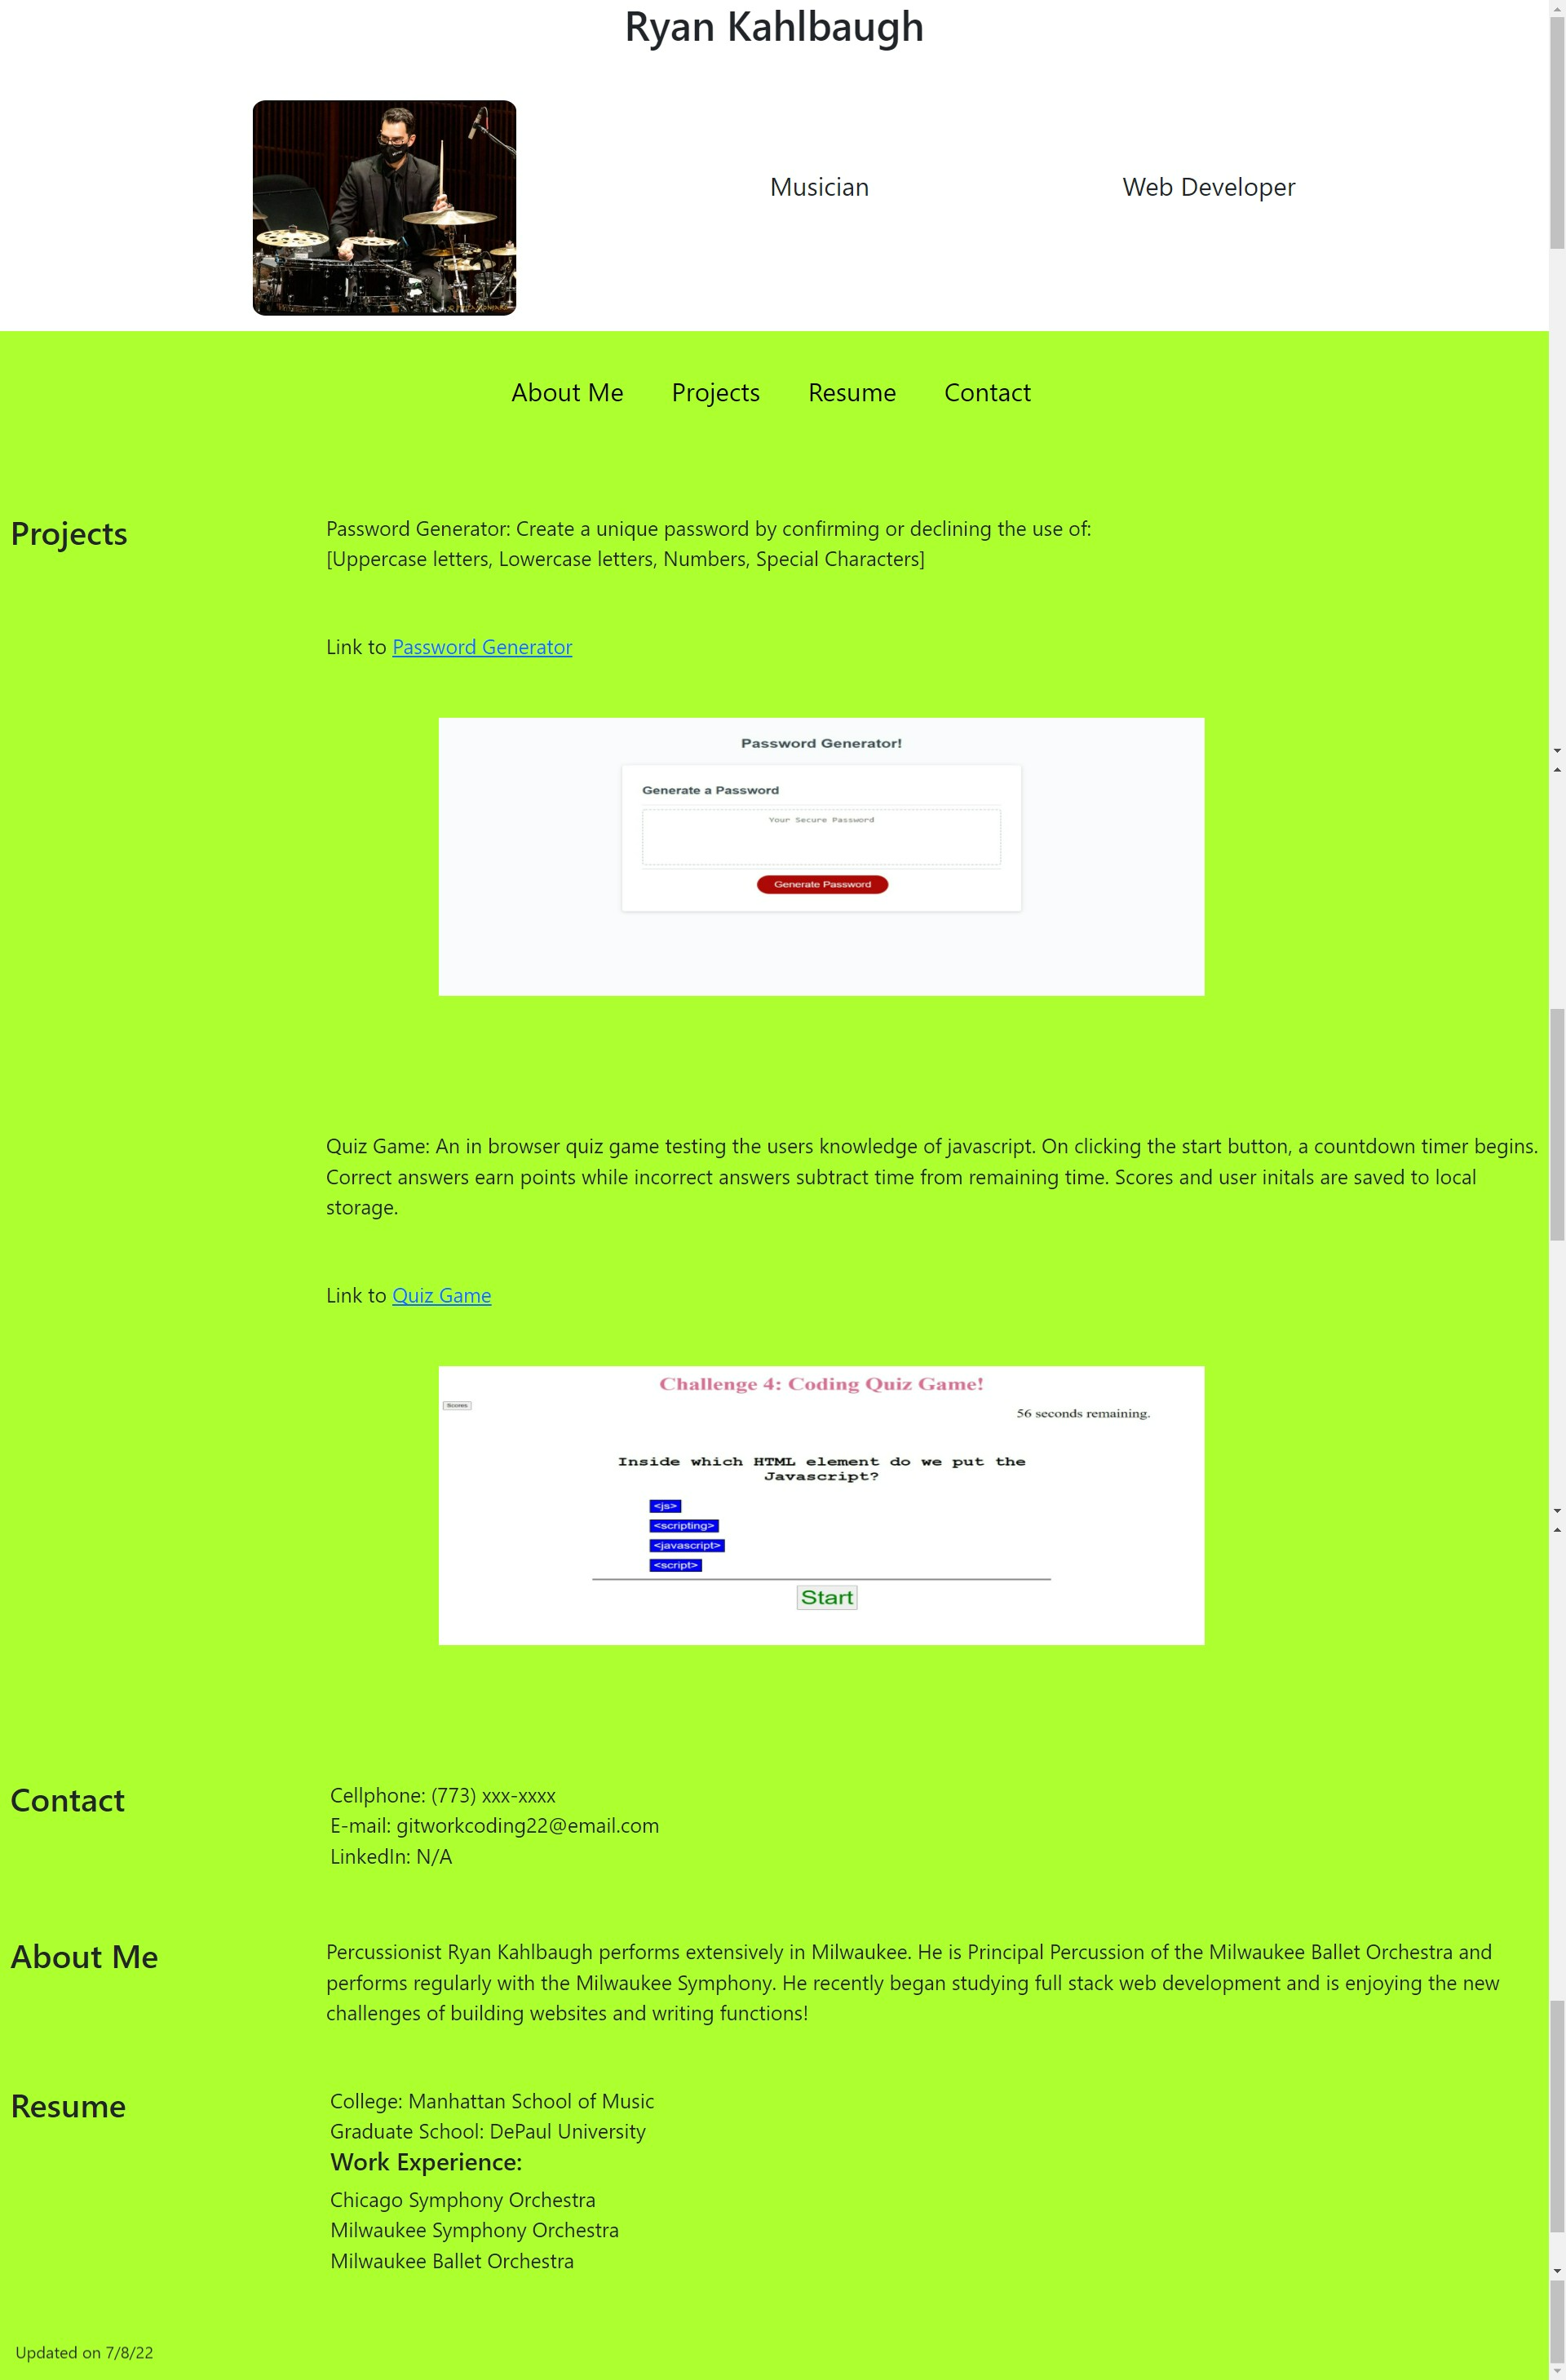 Ryan Kahlbaugh
Musician
Web Developer
About Me
Projects
Resume
Contact
Projects
Password Generator: Create a unique password by confirming or declining the use of:
[Uppercase letters, Lowercase letters, Numbers, Special Characters]
Link to Password Generator
Password Generator!
Generate a Password
Your Secure Password
Generate Password
Quiz Game: An in browser quiz game testing the users knowledge of javascript. On clicking the start button, a countdown timer begins.
Correct answers earn points while incorrect answers subtract time from remaining time. Scores and user initals are saved to local
storage.
Link to Quiz Game
Challenge 4: Coding Quiz Game!
Scores
56 seconds remaining.
Inside which HTML element do we put the
Javascript?
<js>
<scripting>
<javascript>
<script>
Start
Contact
Cellphone: (773) xxx-xxxx
E-mail: gitworkcoding22@email.com
LinkedIn: N/A
About Me
Percussionist Ryan Kahlbaugh performs extensively in Milwaukee. He is Principal Percussion of the Milwaukee Ballet Orchestra and
performs regularly with the Milwaukee Symphony. He recently began studying full stack web development and is enjoying the new
challenges of building websites and writing functions!
Resume
College: Manhattan School of Music
Graduate School: DePaul University
Work Experience:
Chicago Symphony Orchestra
Milwaukee Symphony Orchestra
Milwaukee Ballet Orchestra
Updated on 7/8/22